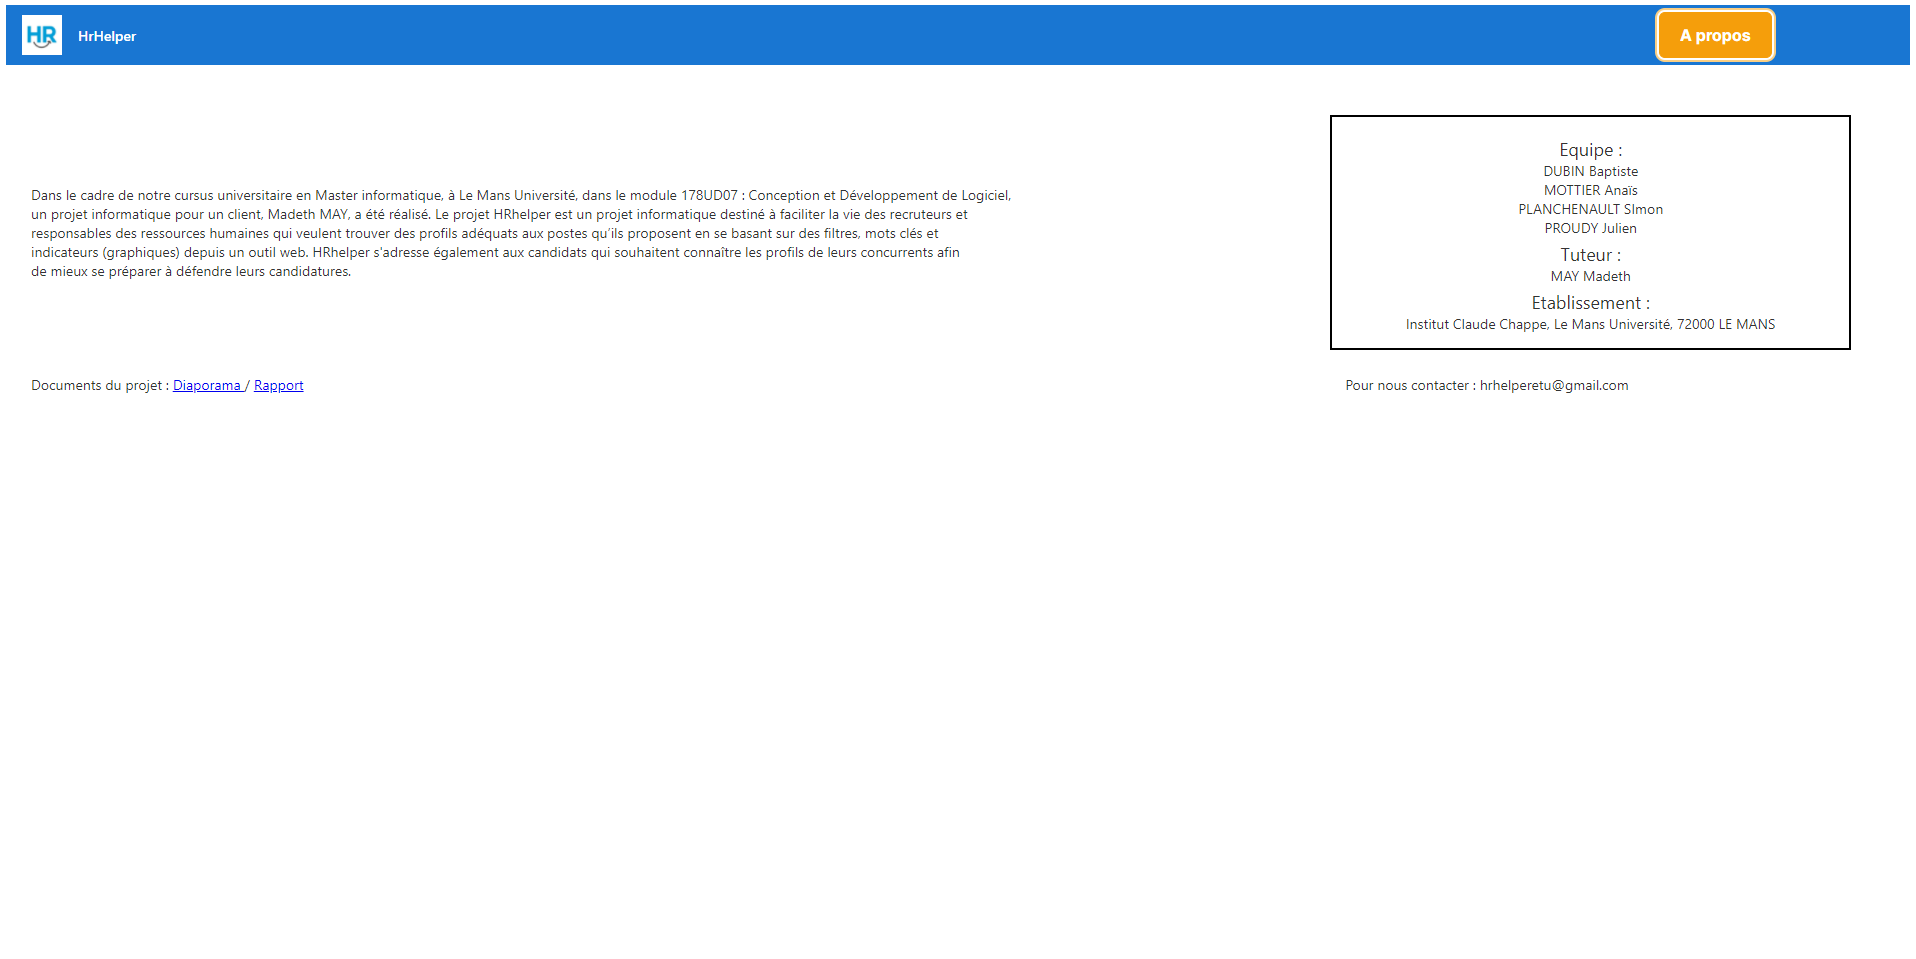 HR
HrHelper
A propos
Dans le cadre de notre cursus universitaire en Master informatique, à Le Mans Université, dans le module 178UD07 : Conception et Développement de Logiciel,
un projet informatique pour un client, Madeth MAY, a été réalisé. Le projet HRhelper est un projet informatique destiné à faciliter la vie des recruteurs et
responsables des ressources humaines qui veulent trouver des profils adéquats aux postes qu'ils proposent en se basant sur des filtres, mots clés et
indicateurs (graphiques) depuis un outil web. HRhelper s'adresse également aux candidats qui souhaitent connaître les profils de leurs concurrents afin
de mieux se préparer à défendre leurs candidatures.
Equipe :
DUBIN Baptiste
MOTTIER Anaïs
PLANCHENAULT SImon
PROUDY Julien
Tuteur :
MAY Madeth
Etablissement :
Institut Claude Chappe, Le Mans Université, 72000 LE MANS
Documents du projet : Diaporama / Rapport
Pour nous contacter : hrhelperetu@gmail.com